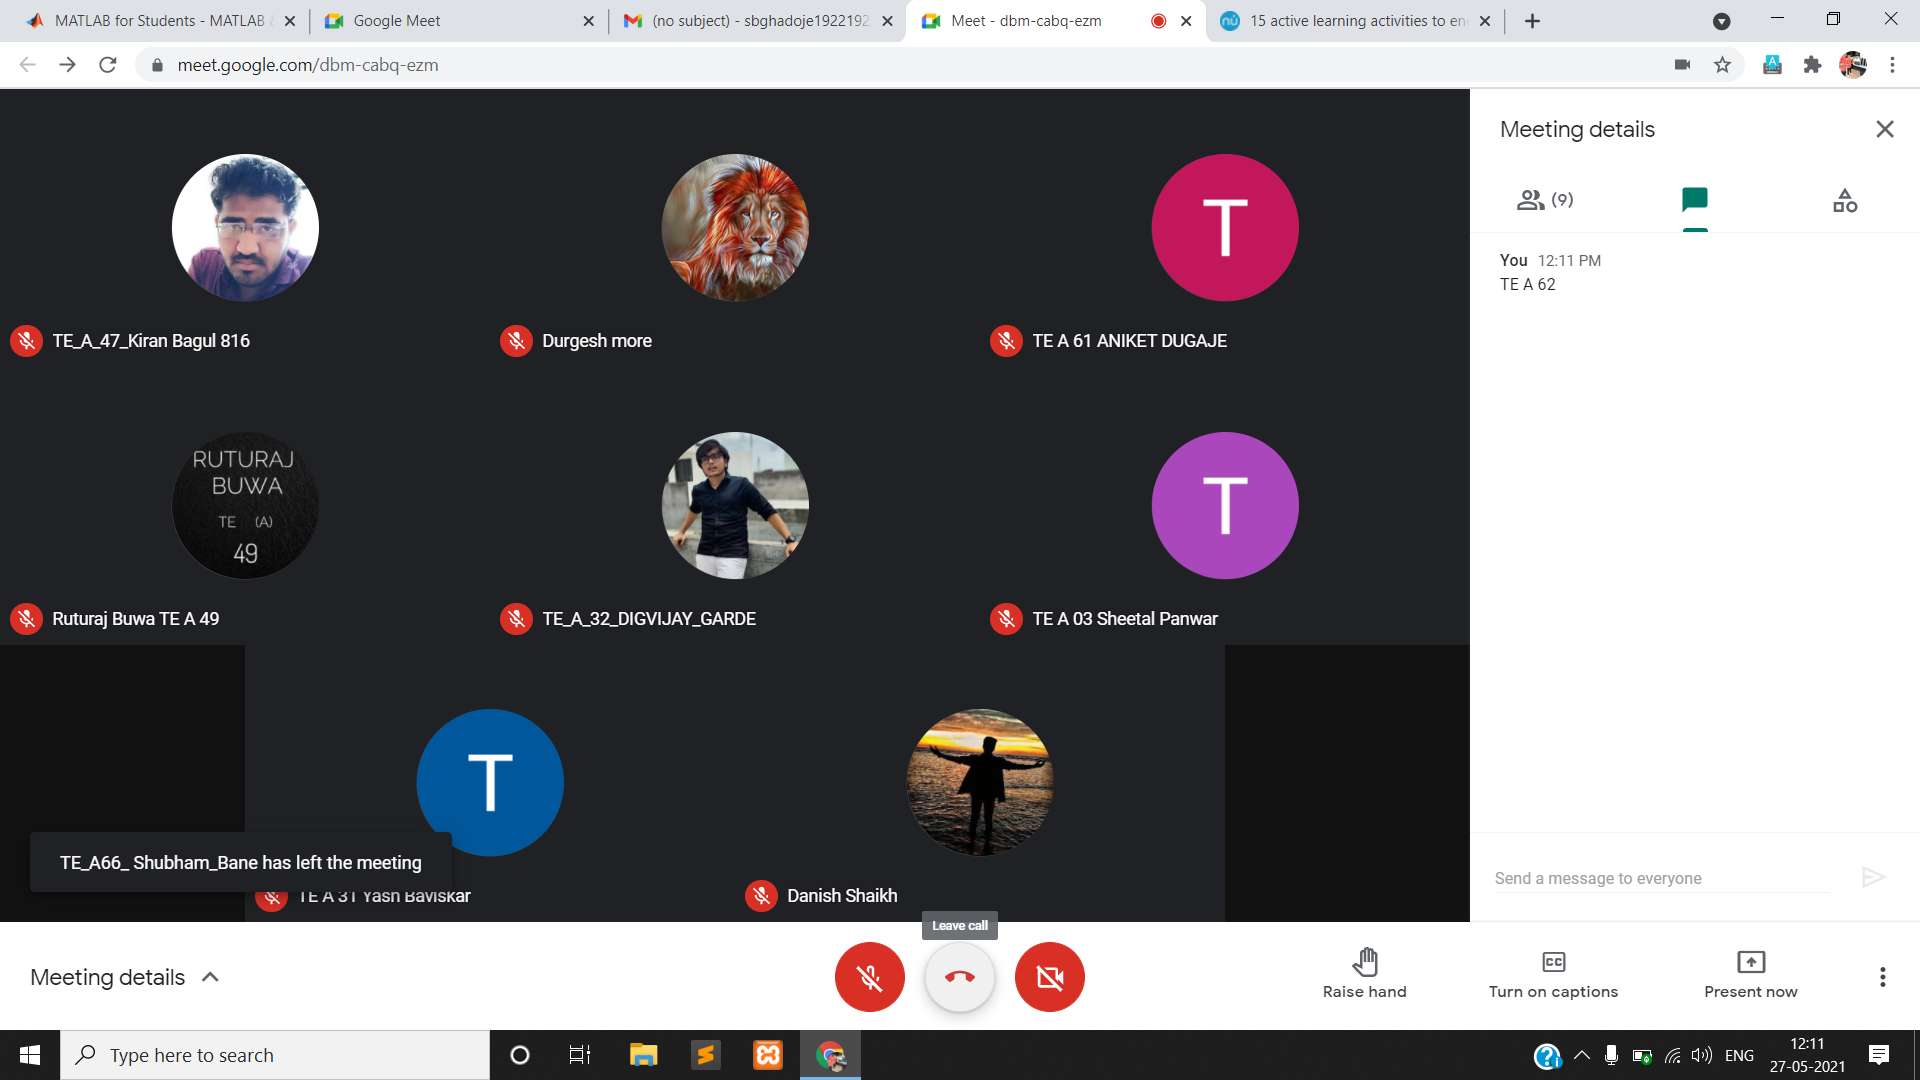 MATLAB for Students - MATLAB &
Google Meet
(no subject) - sbghadoje1922192
Meet - dbm-cabq-ezm
15 active learning activities to en
meet.google.com/dbm-cabq-ezm
Meeting details
(9)
You 12:11 PM
TE A 62
T
TE_A_47_Kiran Bagul 816
Durgesh more
TE A 61 ANIKET DUGAJE
RUTURAJ
BUWA
TE (A)
49
T
Ruturaj Buwa TE A 49
TE_A_32_DIGVIJAY_GARDE
TE A 03 Sheetal Panwar
T
TE_A66_ Shubham_Bane has left the meeting
TE A 31 Yash Baviskar
Danish Shaikh
Send a message to everyone
Leave call
Meeting details
Raise hand
CC
Turn on captions
Present now
Type here to search
ENG
12:11
27-05-2021